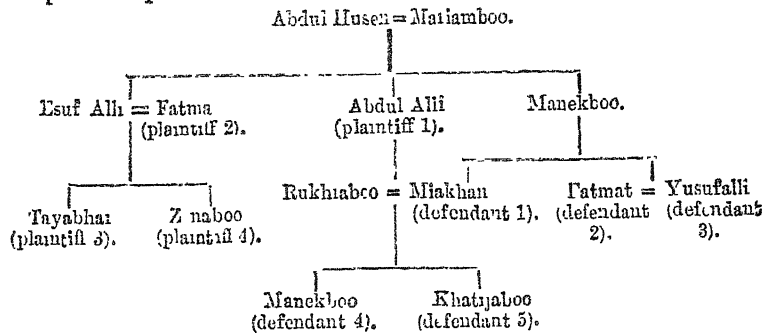 Abdul Husen = Mariamboo.
Esuf Alli = Fatma
(plaintiff 2).
Abdul Alli
(plaintiff 1).
Manekboo.
Tayabhai
(plaintiff 3).
Z naboo
(plaintiff 4).
Rukhiaboo = Miakhan
(defendant 1).
Fatmat = Yusufalli
(defendant 2).
(defendant 3).
Manekboo
(defendant 4).
Khatijaboo
(defendant 5).